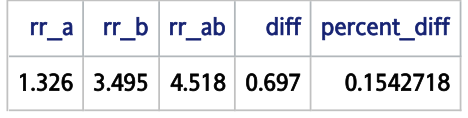 rr_a rr_b rr_ab diff percent_diff
1.326 3.495 4.518 0.697 0.1542718